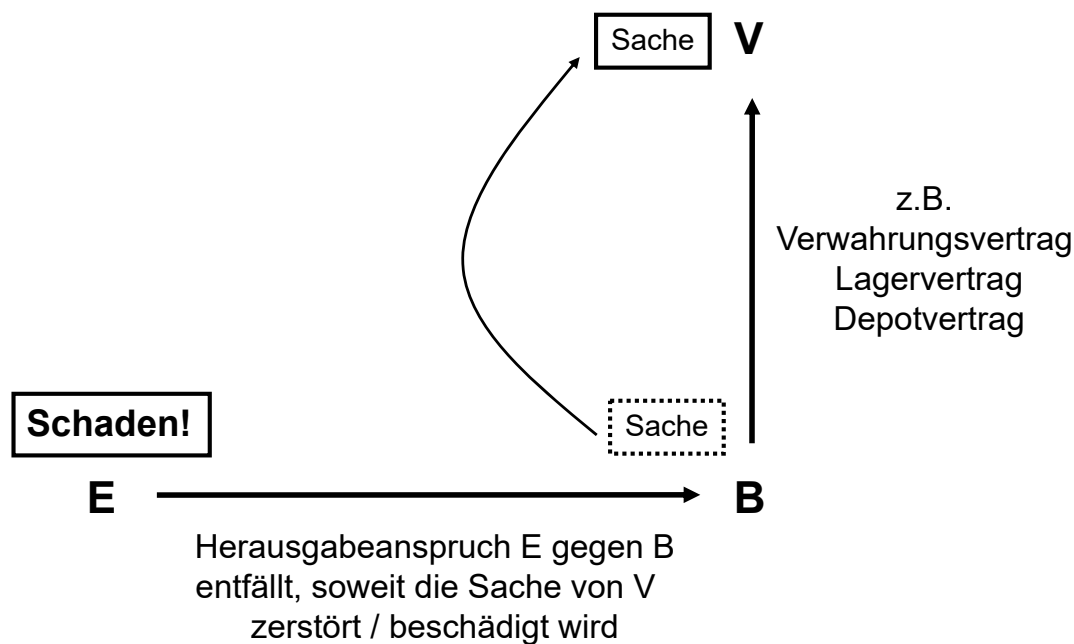 Sache V
z.B.
Verwahrungsvertrag
Lagervertrag
Depotvertrag
Schaden!
Sache
E
B
Herausgabeanspruch E gegen B
entfällt, soweit die Sache von V
zerstört / beschädigt wird